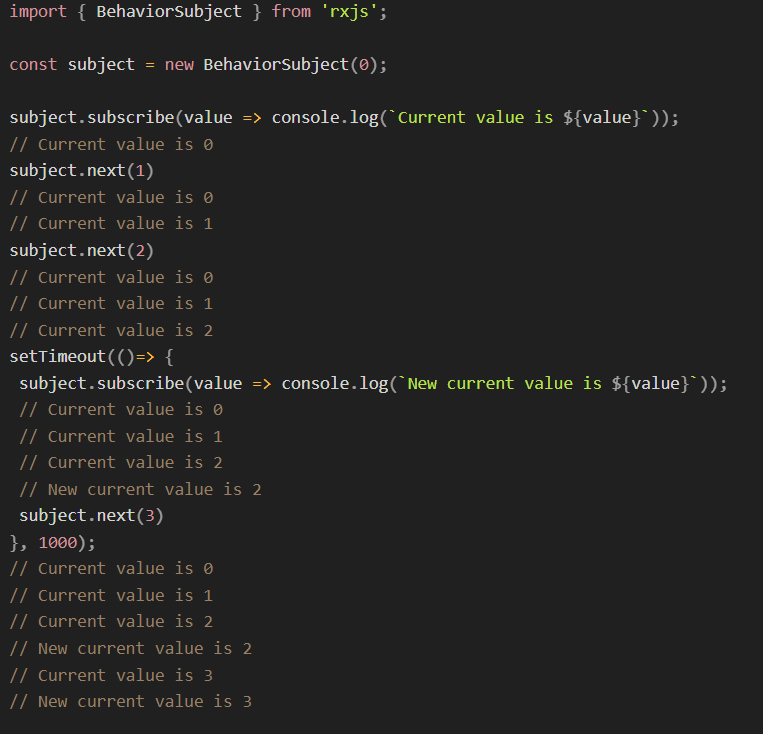 import { BehaviorSubject } from 'rxjs';
const subject = new BehaviorSubject(0);
subject.subscribe(value => console.log(`Current value is ${value}`));
// Current value is 0
subject.next(1)
// Current value is 0
// Current value is 1
subject.next(2)
// Current value is 0
// Current value is 1
// Current value is 2
setTimeout(()=> {
 subject.subscribe(value => console.log(`New current value is ${value}`));
 // Current value is 0
 // Current value is 1
 // Current value is 2
 // New current value is 2
 subject.next(3)
}, 1000);
// Current value is 0
// Current value is 1
// Current value is 2
// New current value is 2
// Current value is 3
// New current value is 3